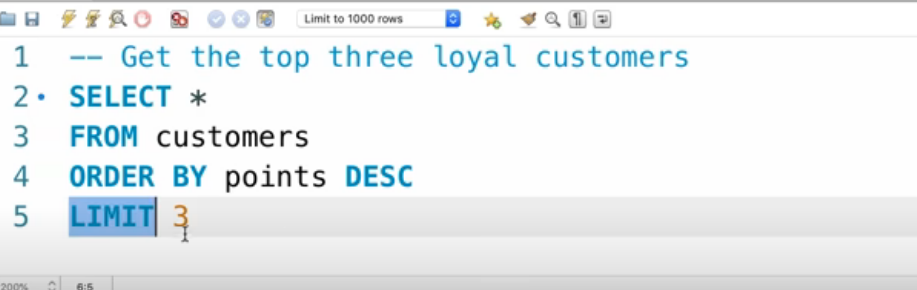 Limit to 1000 rows
1 -- Get the top three loyal customers
2 SELECT *
3 FROM customers
4 ORDER BY points DESC
5 LIMIT 3
200% 6:5